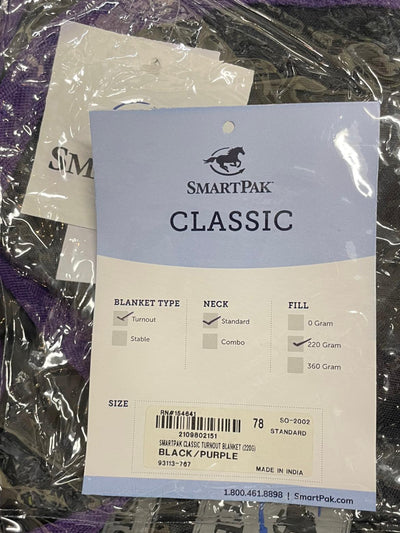 SM
SMARTPAK™
CLASSIC
BLANKET TYPE
Turnout
Stable
NECK
Standard
Combo
FILL
0 Gram
220 Gram
360 Gram
SIZE
RN#154641
2109802151
78 SO-2002
STANDARD
SMARTPAK CLASSIC TURNOUT BLANKET (220G)
BLACK/PURPLE
93113-767
MADE IN INDIA
1.800.461.8898 | SmartPak.com